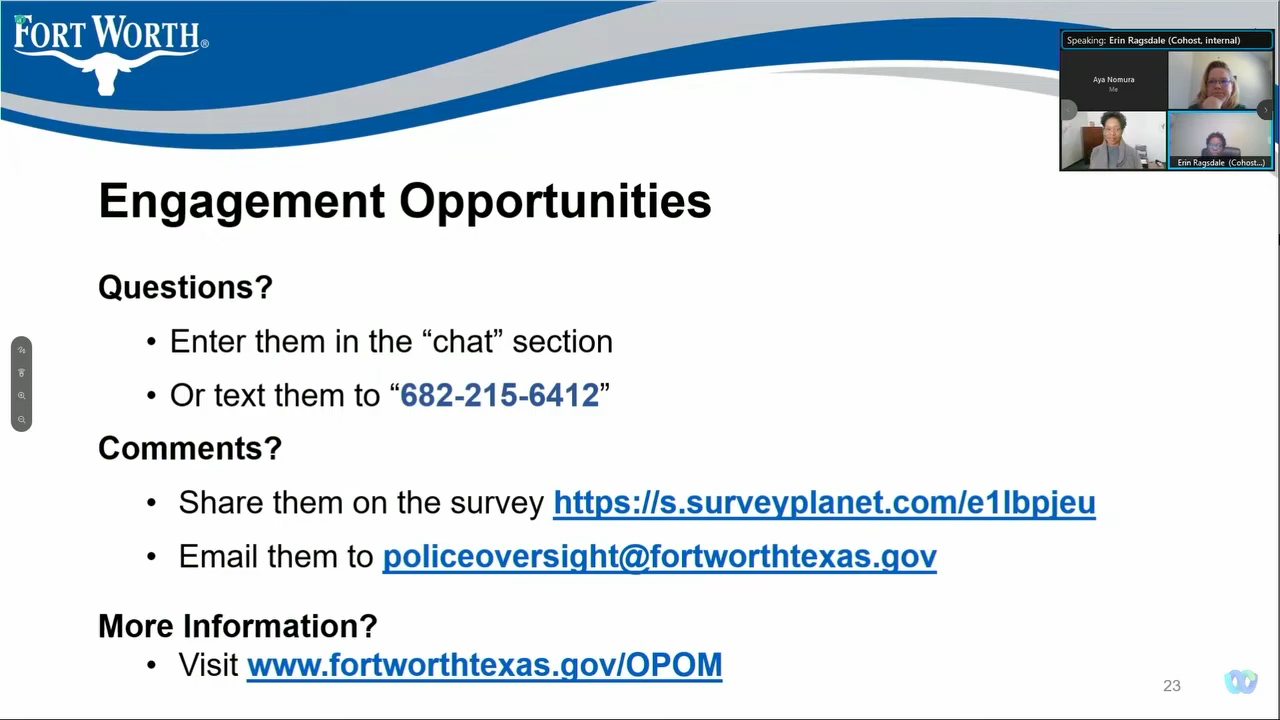 FORT WORTH®
Speaking: Erin Ragsdale (Cohost, internal)
Aya Nomura
Me
Erin Ragsdale (Cohost...)
Engagement Opportunities
Questions?
• Enter them in the “chat” section
• Or text them to “682-215-6412”
Comments?
• Share them on the survey https://s.surveyplanet.com/e1lbpjeu
• Email them to policeoversight@fortworthtexas.gov
More Information?
• Visit www.fortworthtexas.gov/OPOM
23